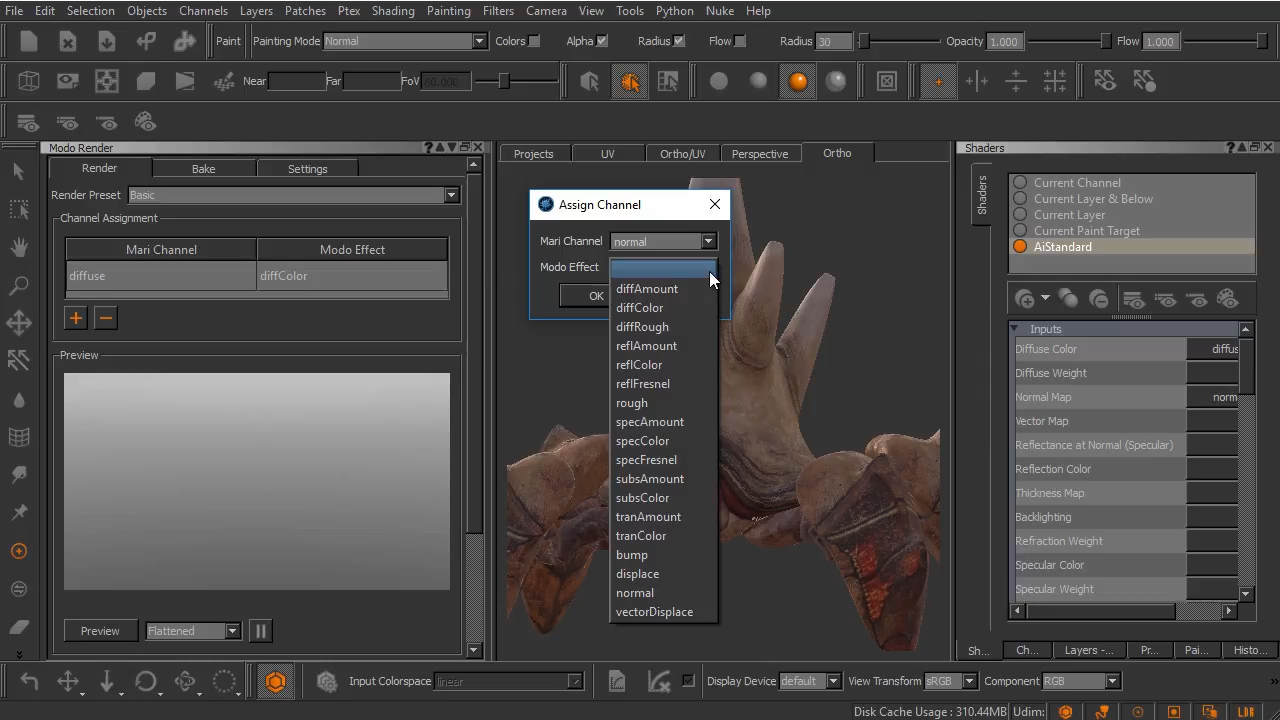 File Edit Selection Objects Channels Layers Patches Ptex Shading Painting Filters Camera View Tools Python Nuke Help
Paint Painting Mode Normal Colors Alpha Radius Flow Radius 30 Opacity 1.000 Flow 1.000
Near Far FoV 60.000
Modo Render
Render Bake Settings
Render Preset Basic
Channel Assignment
Mari Channel Modo Effect
diffuse diffColor
Preview
Preview Flattened
Projects UV Ortho/UV Perspective Ortho
Assign Channel
Mari Channel normal
Modo Effect
OK
diffAmount
diffColor
diffRough
reflAmount
reflColor
reflFresnel
rough
specAmount
specColor
specFresnel
subsAmount
subsColor
tranAmount
tranColor
bump
displace
normal
vectorDisplace
Shaders
Shaders
Current Channel
Current Layer & Below
Current Layer
Current Paint Target
AiStandard
Inputs
Diffuse Color diffus
Diffuse Weight
Normal Map norm
Vector Map
Reflectance at Normal (Specular)
Reflection Color
Thickness Map
Backlighting
Refraction Weight
Specular Color
Specular Weight
Sh... Ch... Layers -... Pr... Pai... Histo...
Input Colorspace linear Display Device default View Transform sRGB Component RGB
Disk Cache Usage : 310.44MB Udim: LDR